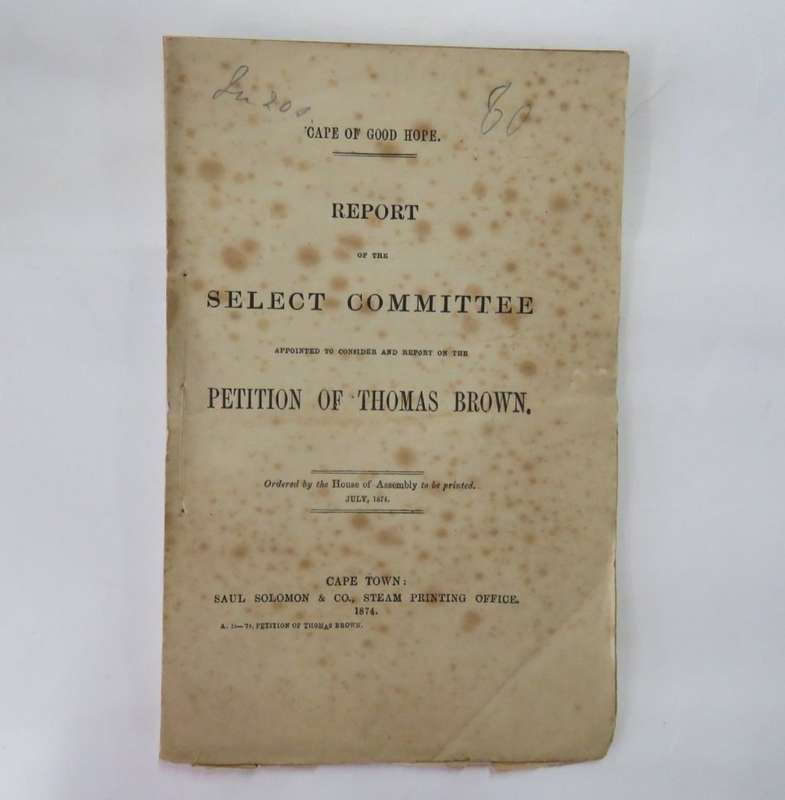 20s
CAPE OF GOOD HOPE.
REPORT
OF THE
SELECT COMMITTEE
APPOINTED TO CONSIDER AND REPORT ON THE
PETITION OF THOMAS BROWN.
Ordered by the House of Assembly to be printed.
JULY, 1874.
CAPE TOWN:
SAUL SOLOMON & CO., STEAM PRINTING OFFICE.
1874.
PETITION OF THOMAS BROWN.